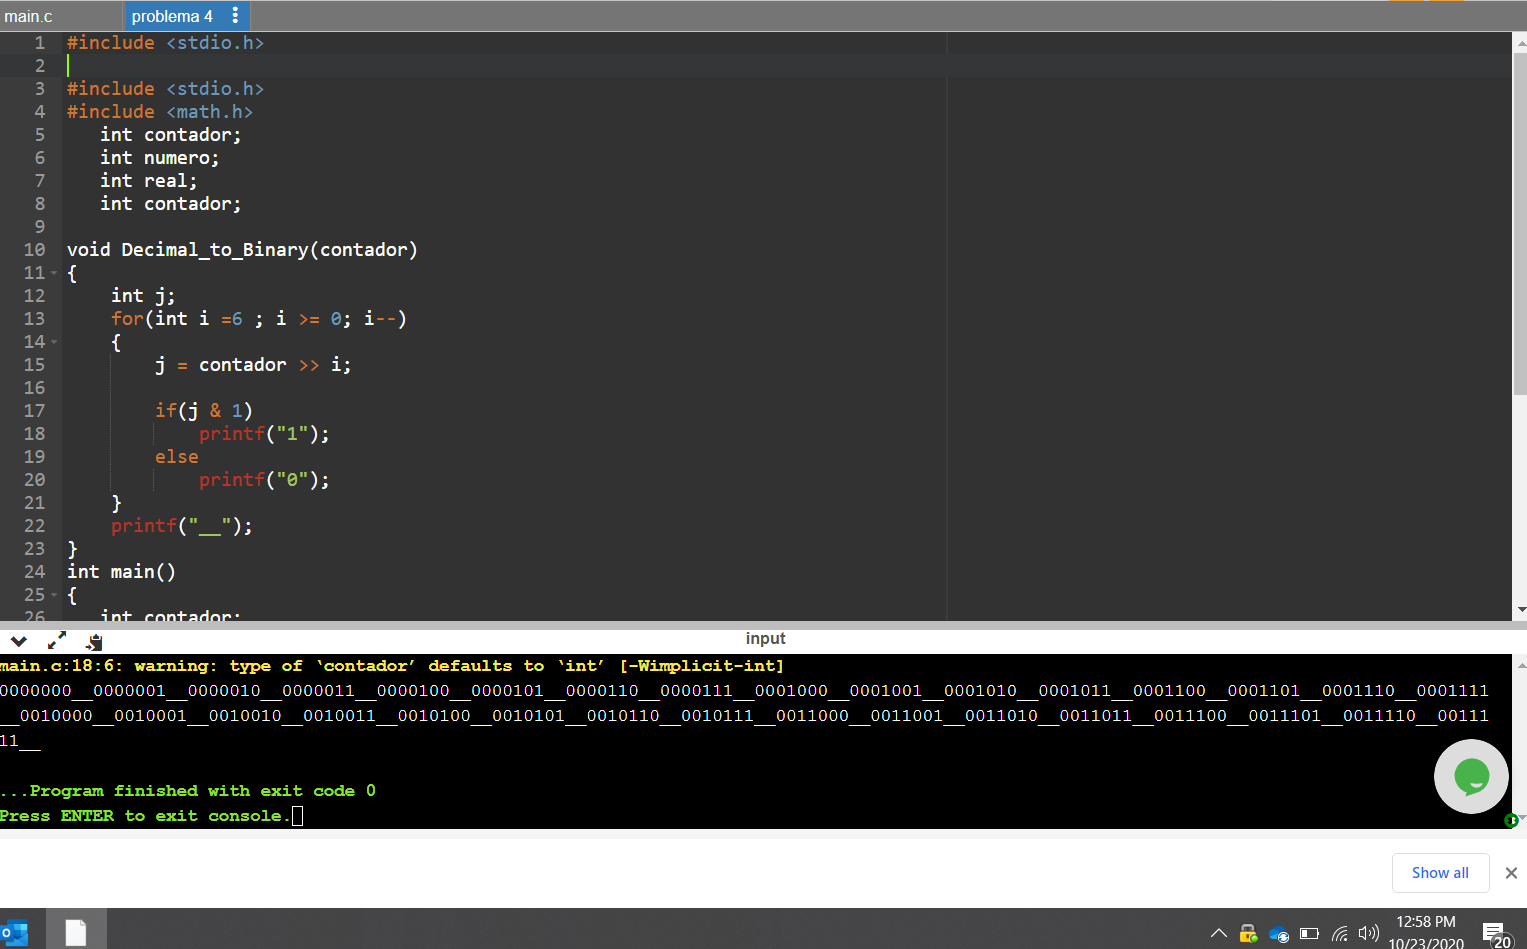 main.c
problema 4
1 #include <stdio.h>
2
3 #include <stdio.h>
4 #include <math.h>
5 int contador;
6 int numero;
7 int real;
8 int contador;
9
10 void Decimal_to_Binary(contador)
11 {
12 int j;
13 for(int i =6 ; i >= 0; i--)
14 {
15 j = contador >> i;
16
17 if(j & 1)
18 printf("1");
19 else
20 printf("0");
21 }
22 printf("__");
23 }
24 int main()
25 {
26 int contador;
input
main.c:18:6: warning: type of ‘contador’ defaults to ‘int’ [-Wimplicit-int]
0000000__0000001__0000010__0000011__0000100__0000101__0000110__0000111__0001000__0001001__0001010__0001011__0001100__0001101__0001110__0001111
__0010000__0010001__0010010__0010011__0010100__0010101__0010110__0010111__0011000__0011001__0011010__0011011__0011100__0011101__0011110__00111
11__
...Program finished with exit code 0
Press ENTER to exit console.
Show all
12:58 PM
10/23/2020
20